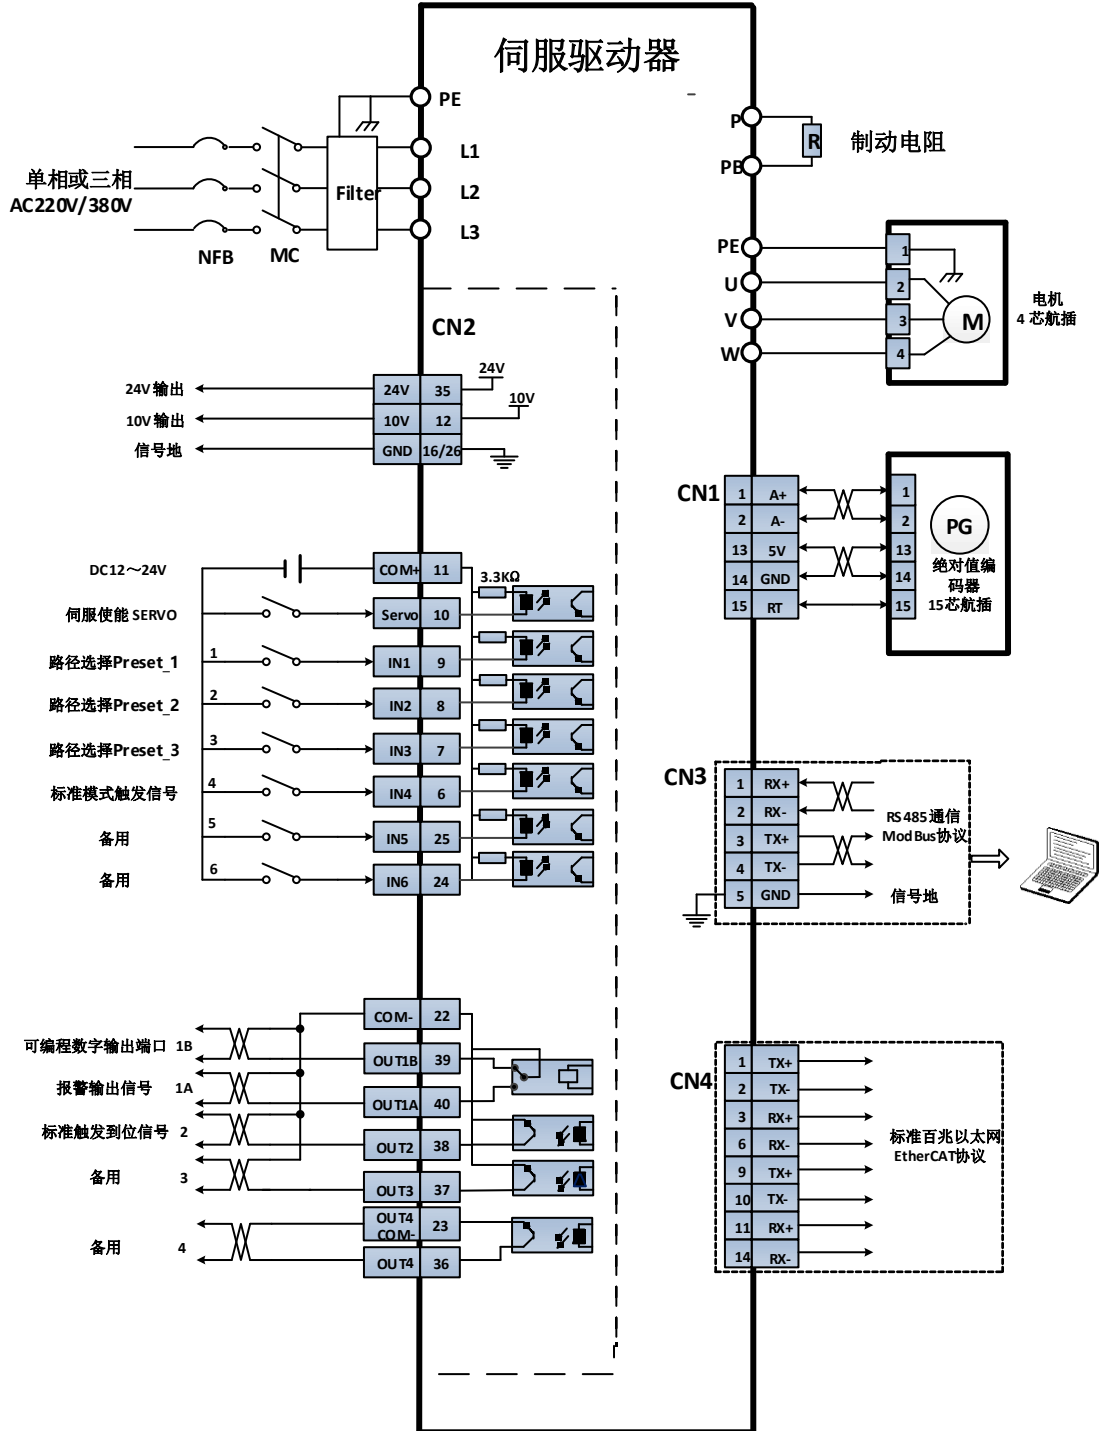 伺服驱动器
PE
L1
单相或三相
AC220V/380V
L2
Filter
L3
NFB
MC
P
R
制动电阻
PB
PE
1
U
2
V
3
M
W
4
电机
4 芯航插
CN2
24V 输出
24V
35
24V
10V 输出
10V
12
10V
信号地
GND
16/26
DC12～24V
COM+
11
3.3KΩ
伺服使能 SERVO
Servo
10
路径选择Preset_1
1
IN1
9
路径选择Preset_2
2
IN2
8
路径选择Preset_3
3
IN3
7
标准模式触发信号
4
IN4
6
备用
5
IN5
25
备用
6
IN6
24
COM-
22
可编程数字输出端口 1B
OUT1B
39
报警输出信号 1A
OUT1A
40
标准触发到位信号 2
OUT2
38
备用 3
OUT3
37
OUT4
COM-
23
备用 4
OUT4
36
CN1
1 A+ 1
2 A- 2
13 5V 13
14 GND 14
15 RT 15
PG
绝对值编
码器
15芯航插
CN3
1 RX+
2 RX-
3 TX+
4 TX-
5 GND
RS485通信
ModBus协议
信号地
CN4
1 TX+
2 TX-
3 RX+
6 RX-
9 TX+
10 TX-
11 RX+
14 RX-
标准百兆以太网
EtherCAT协议